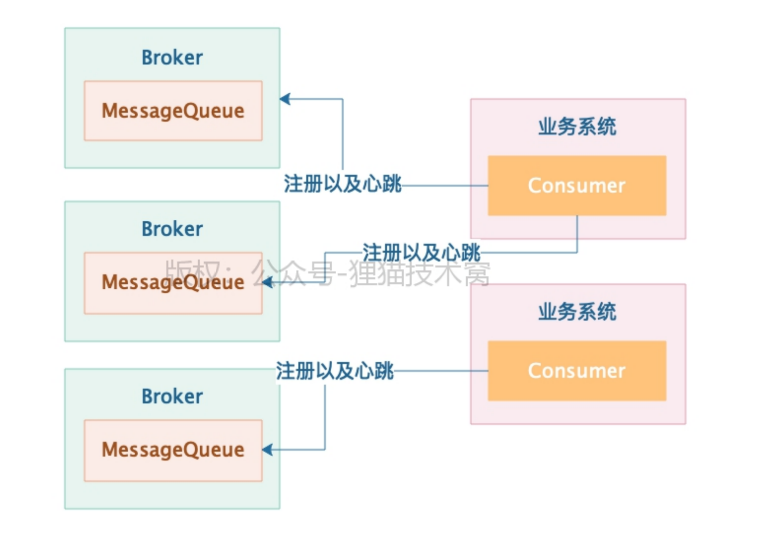 Broker
MessageQueue
业务系统
Consumer
注册以及心跳
Broker
注册以及心跳
MessageQueue
版权：公众号-狸猫技术窝
业务系统
Consumer
注册以及心跳
Broker
MessageQueue